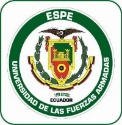 ESPE
UNIVERSIDAD DE LAS FUERZAS ARMADAS
ECUADOR